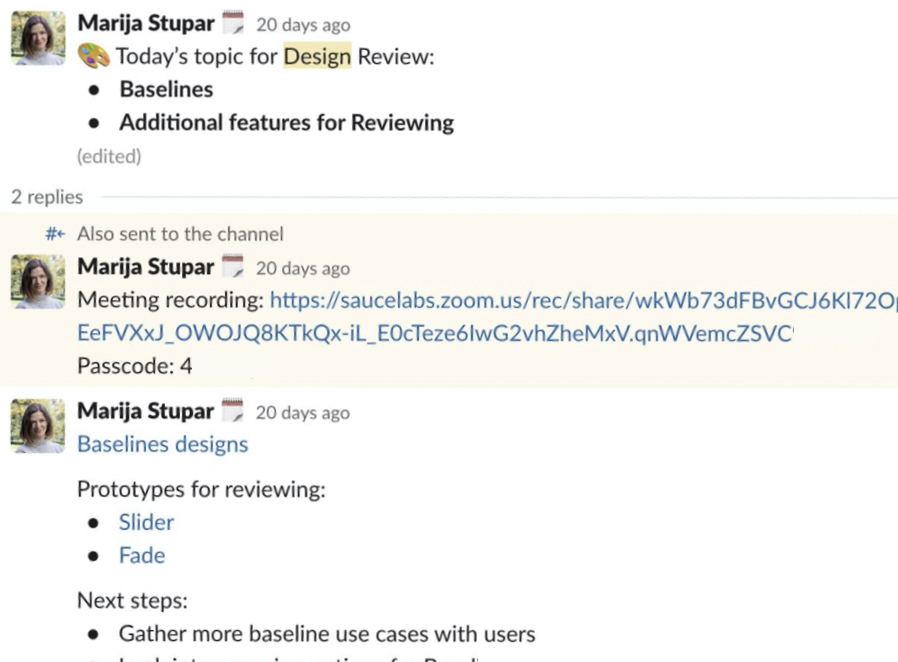 Marija Stupar 20 days ago
Today's topic for Design Review:
• Baselines
• Additional features for Reviewing
(edited)
2 replies
Also sent to the channel
Marija Stupar 20 days ago
Meeting recording: https://saucelabs.zoom.us/rec/share/wkWb73dFBvGCJ6Kl72O
EeFVXxJ_OWOJQ8KTkQx-iL_E0cTeze6IwG2vhZheMxV.qnWVemcZSVC
Passcode: 4
Marija Stupar 20 days ago
Baselines designs
Prototypes for reviewing:
• Slider
• Fade
Next steps:
• Gather more baseline use cases with users